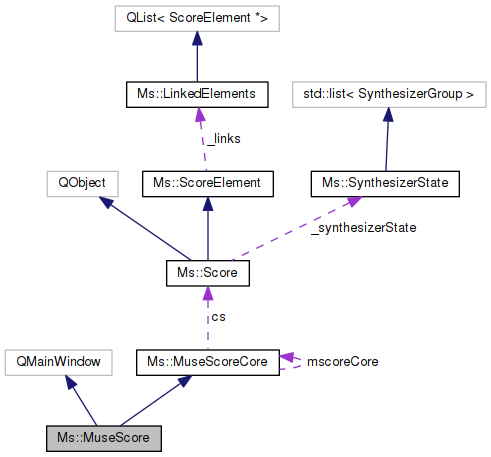 QList< ScoreElement *>
Ms::LinkedElements
std::list< SynthesizerGroup >
_links
QObject
Ms::ScoreElement
Ms::SynthesizerState
_synthesizerState
Ms::Score
cs
QMainWindow
Ms::MuseScoreCore
mscoreCore
Ms::MuseScore